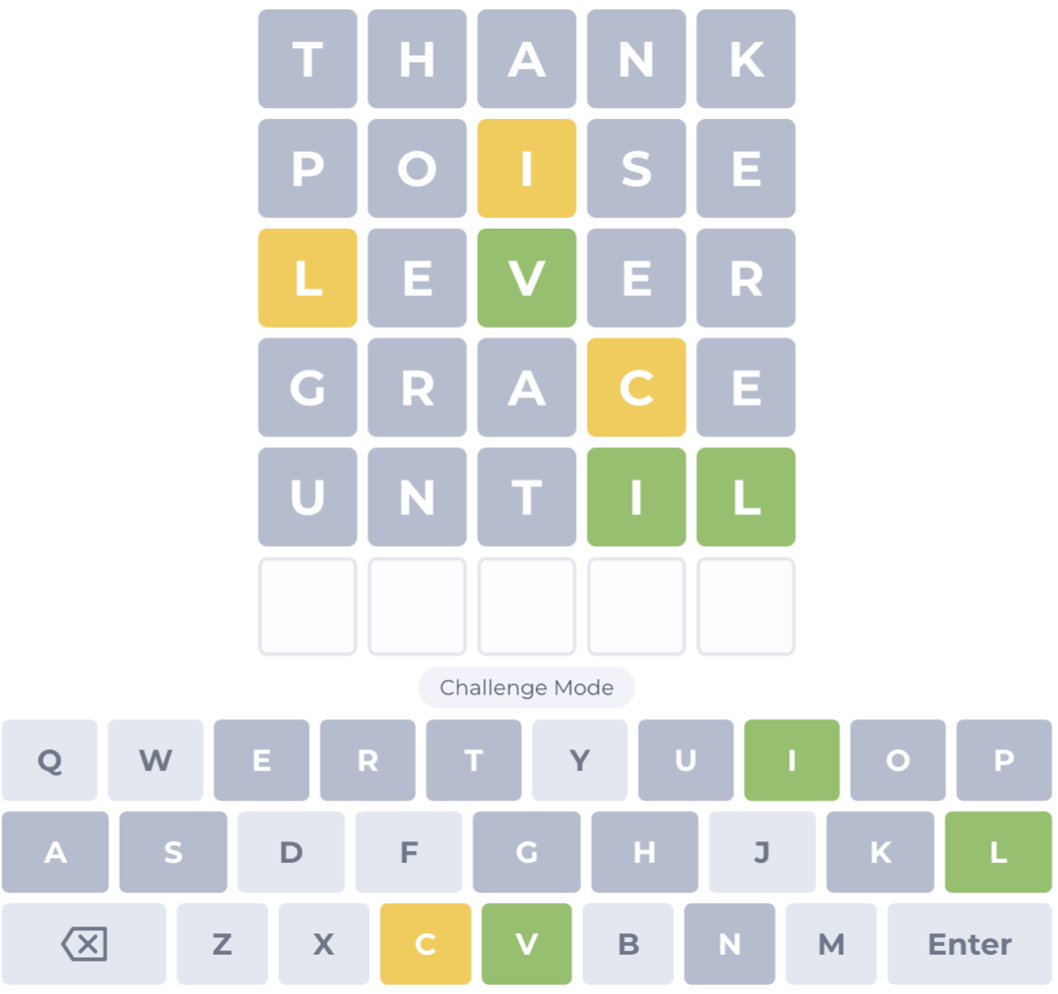 T H A N K
P O I S E
L E V E R
G R A C E
U N T I L
Challenge Mode
Q W E R T Y U I O P
A S D F G H J K L
Z X C V B N M Enter